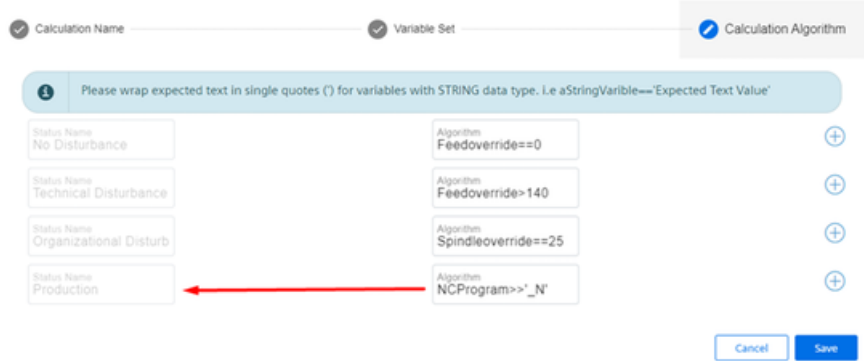 Calculation Name
Variable Set
Calculation Algorithm
Please wrap expected text in single quotes (') for variables with STRING data type. i.e aStringVarible=='Expected Text Value'
Status Name
No Disturbance
Algorithm
Feedoverride==0
Status Name
Technical Disturbance
Algorithm
Feedoverride>140
Status Name
Organizational Disturb
Algorithm
Spindleoverride==25
Status Name
Production
Algorithm
NCProgram>>'_N'
Cancel
Save